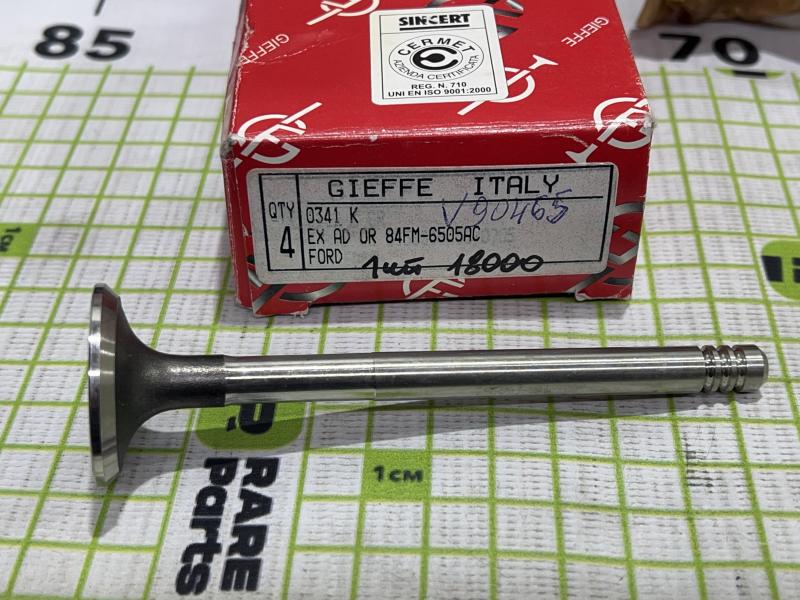 85
70
GIEFFE
GIEFFE
SINCERT
CERMET
AZIENDA CERTIFICATA
REG. N. 710
UNI EN ISO 9001:2000
GIEFFE ITALY
QTY
4
0341 K
V90465
EX AD OR 84FM-6505AC
FORD
1шт 18000
1см
1см
RARE
parts